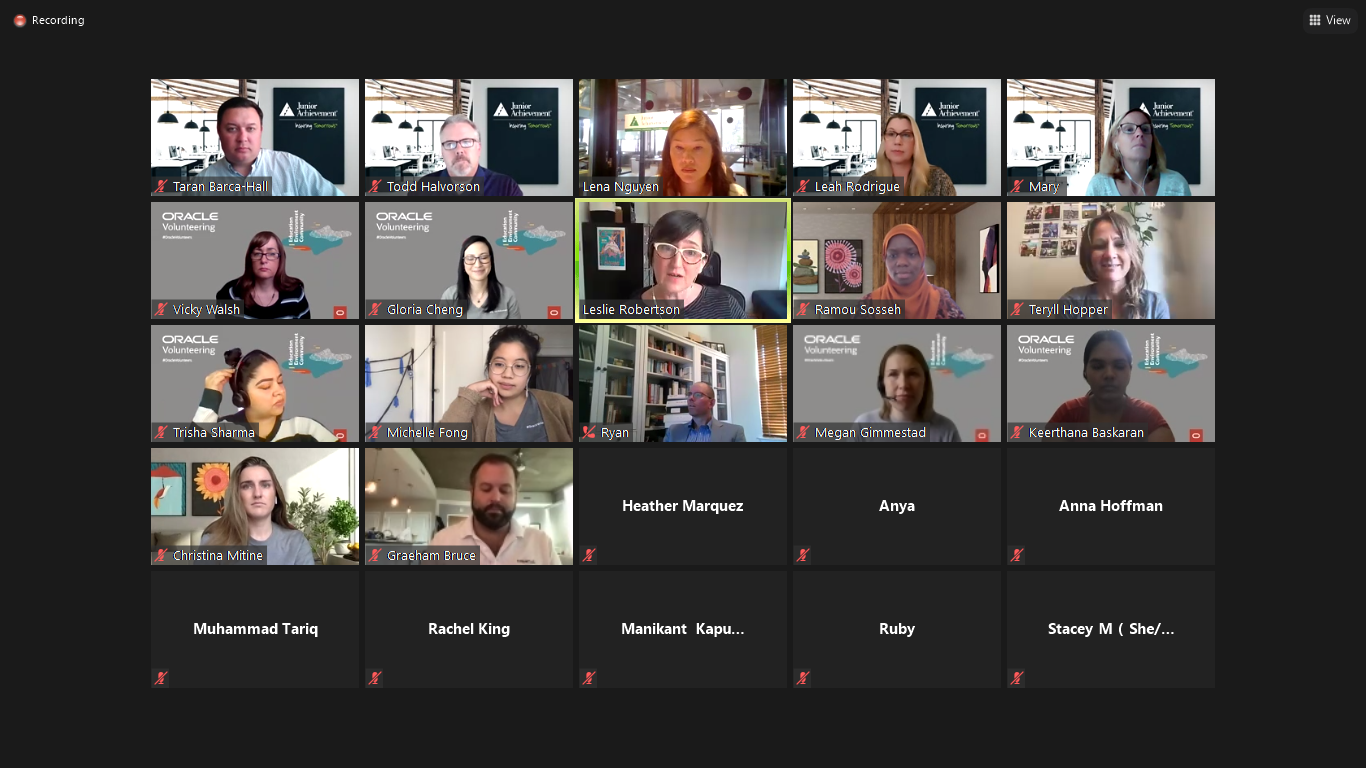 Recording
View
Junior
Achievement
Inspiring Tomorrows
Taran Barca-Hall
Junior
Achievement
Inspiring Tomorrows
Todd Halvorson
Lena Nguyen
Junior
Achievement
Inspiring Tomorrows
Leah Rodrigue
Junior
Achievement
Inspiring Tomorrows
Mary
ORACLE
Volunteering
Education
Environment
Community
Vicky Walsh
ORACLE
Volunteering
Education
Environment
Community
Gloria Cheng
Leslie Robertson
Ramou Sosseh
Teryll Hopper
ORACLE
Volunteering
Education
Environment
Community
Trisha Sharma
Michelle Fong
Ryan
ORACLE
Volunteering
Education
Environment
Community
Megan Gimmestad
ORACLE
Volunteering
Education
Environment
Community
Keerthana Baskaran
Christina Mitine
Graeham Bruce
Heather Marquez
Anya
Anna Hoffman
Muhammad Tariq
Rachel King
Manikant Kapu...
Ruby
Stacey M ( She/...